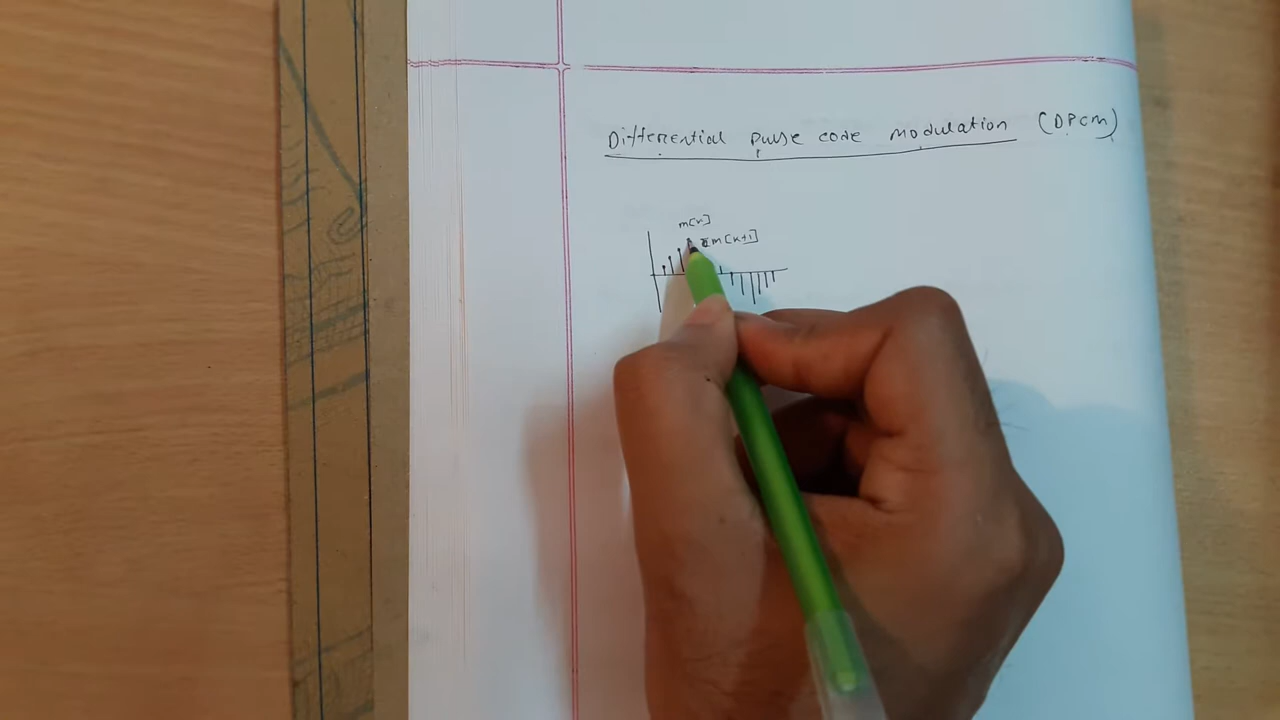 Differential pulse code modulation (DPCM)
m[k]
m[k+1]